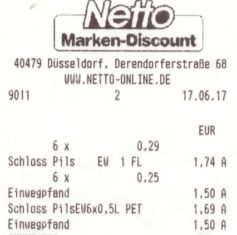 Netto
Marken-Discount
40479 Düsseldorf, Derendorferstraße 68
WWW.NETTO-ONLINE.DE
9011 2 17.06.17
EUR
6 x 0,29
Schloss Pils EW 1 FL 1,74 A
6 x 0,25
Einwegpfand 1,50 A
Schloss PilsEW6x0,5L PET 1,69 A
Einwegpfand 1,50 A